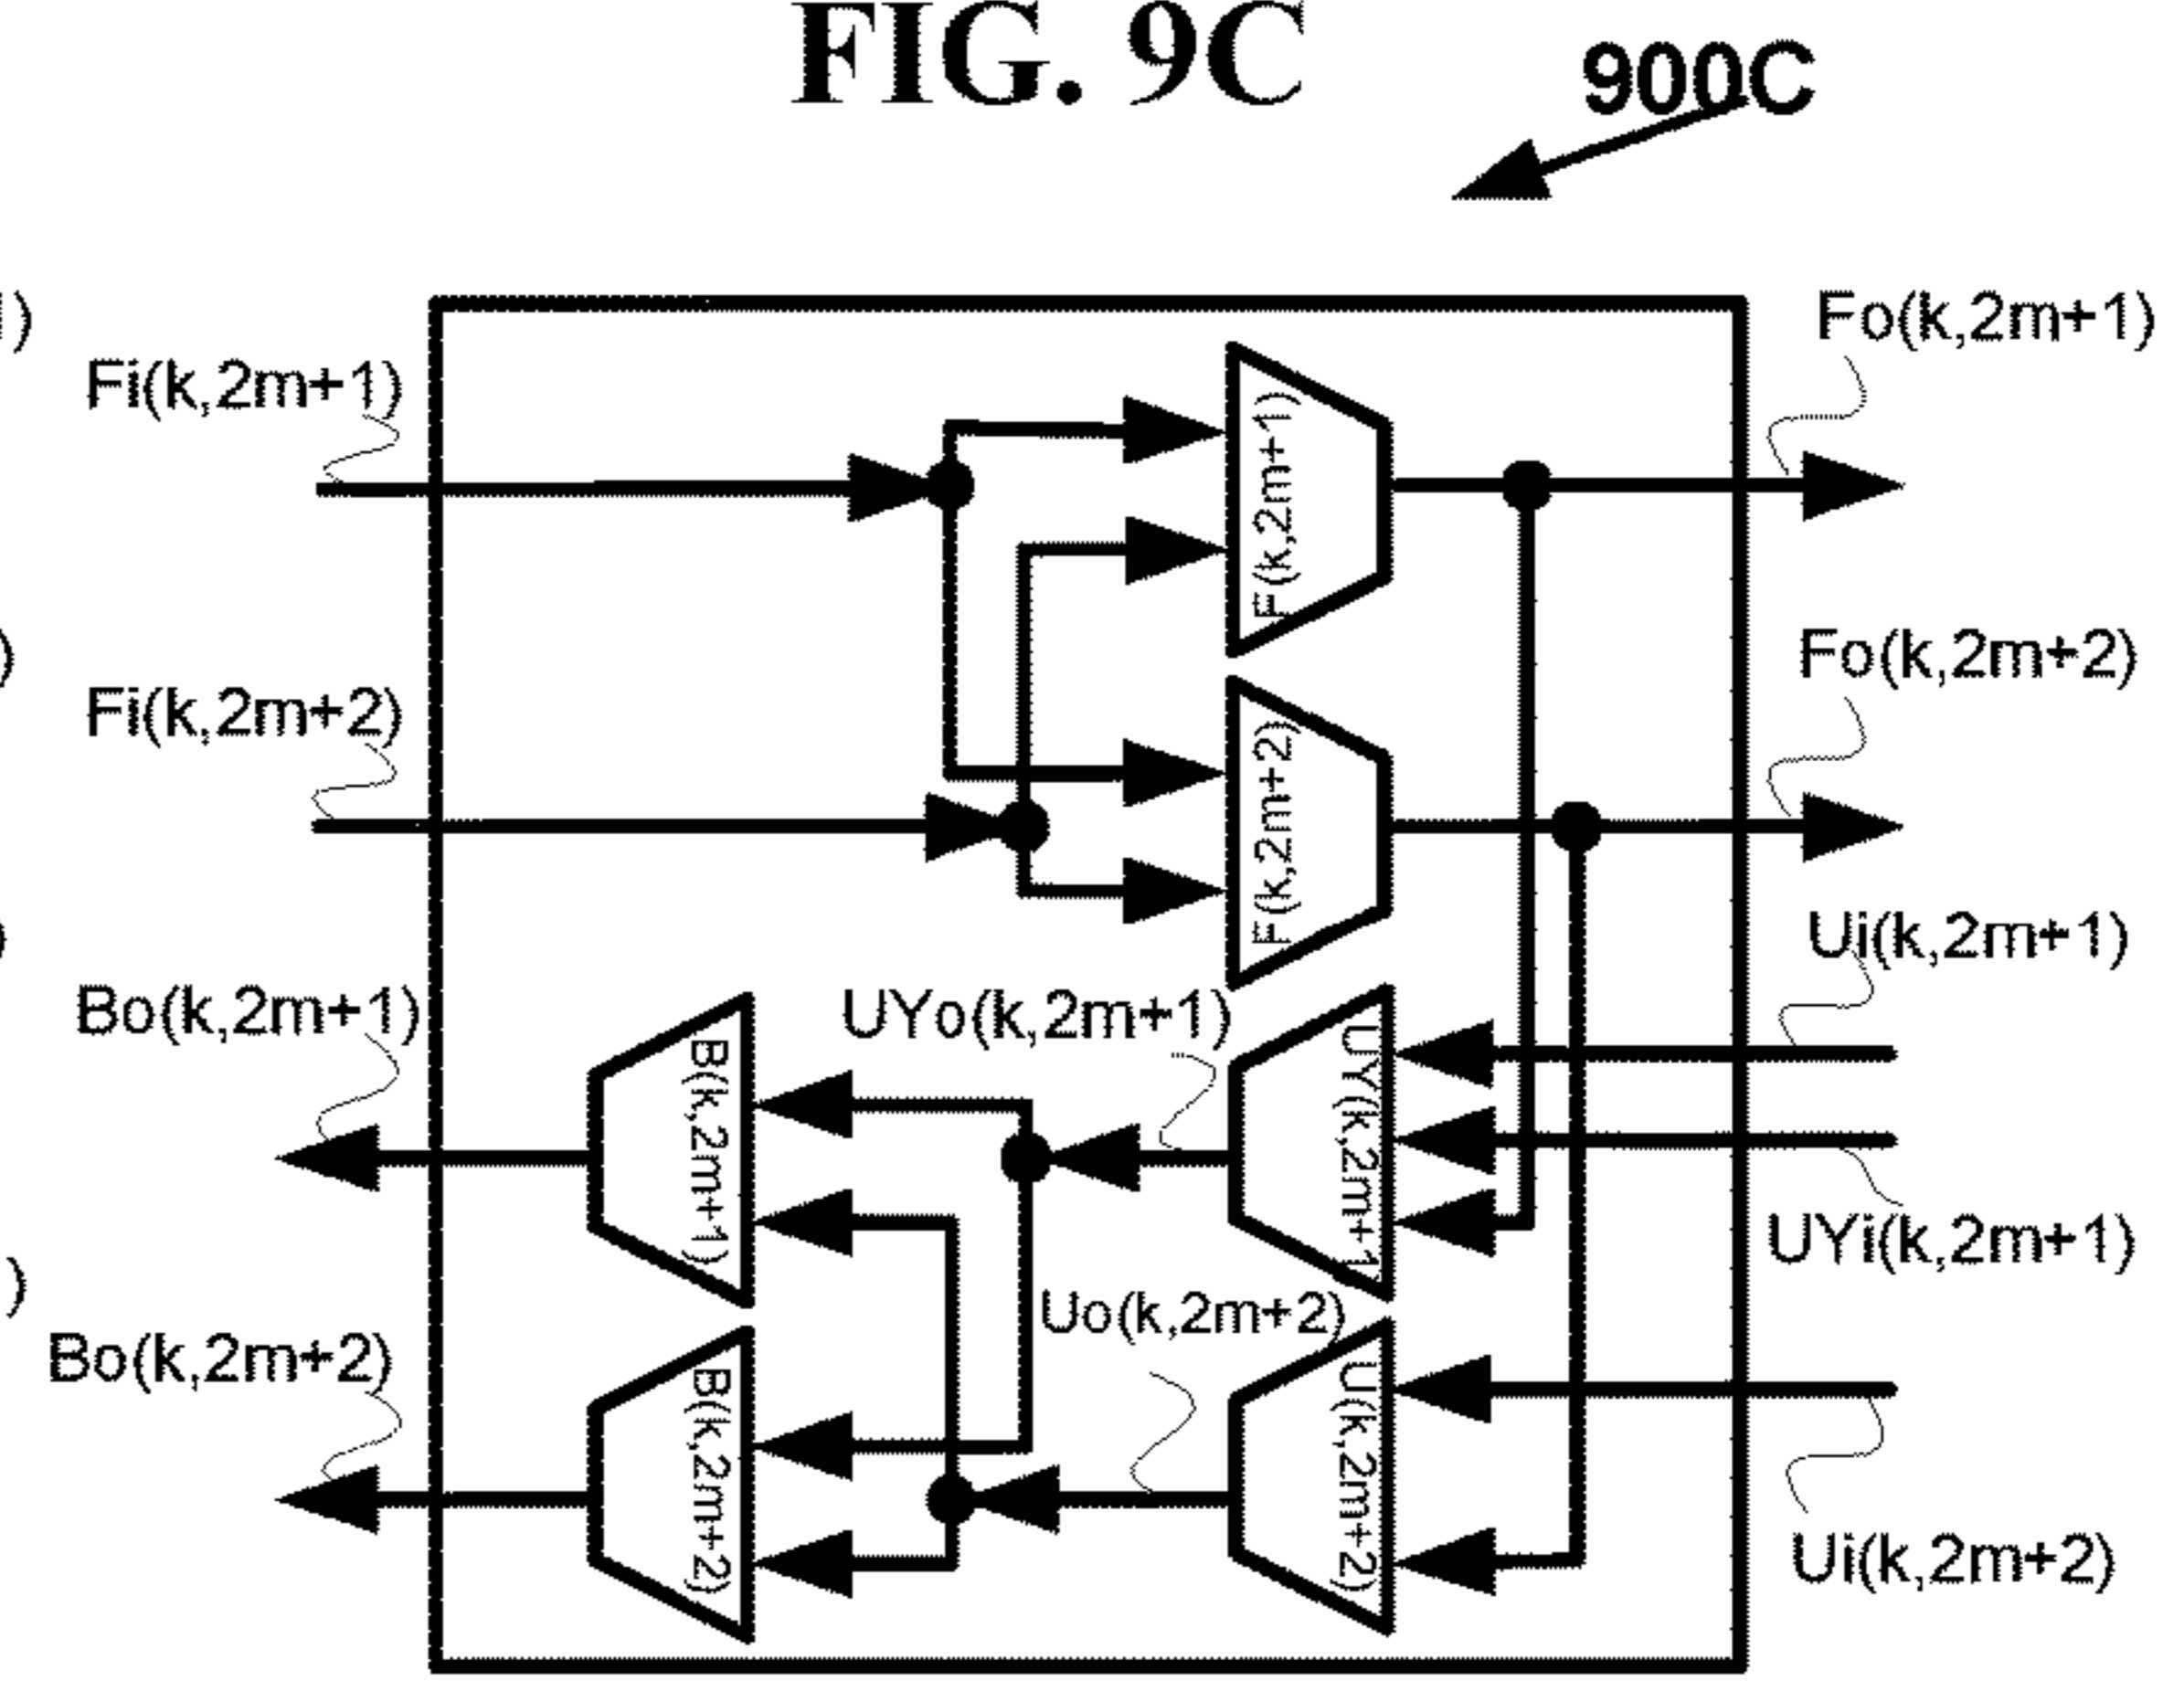 FIG. 9C
900C
)
Fo(k,2m+1)
Fi(k,2m+1)
F(k,2m+1)
)
Fo(k,2m+2)
Fi(k,2m+2)
F(k,2m+2)
)
Ui(k,2m+1)
Bo(k,2m+1)
UYo(k,2m+1)
B(k,2m+1)
UY(k,2m+1)
UYi(k,2m+1)
)
Uo(k,2m+2)
Bo(k,2m+2)
B(k,2m+2)
U(k,2m+2)
Ui(k,2m+2)